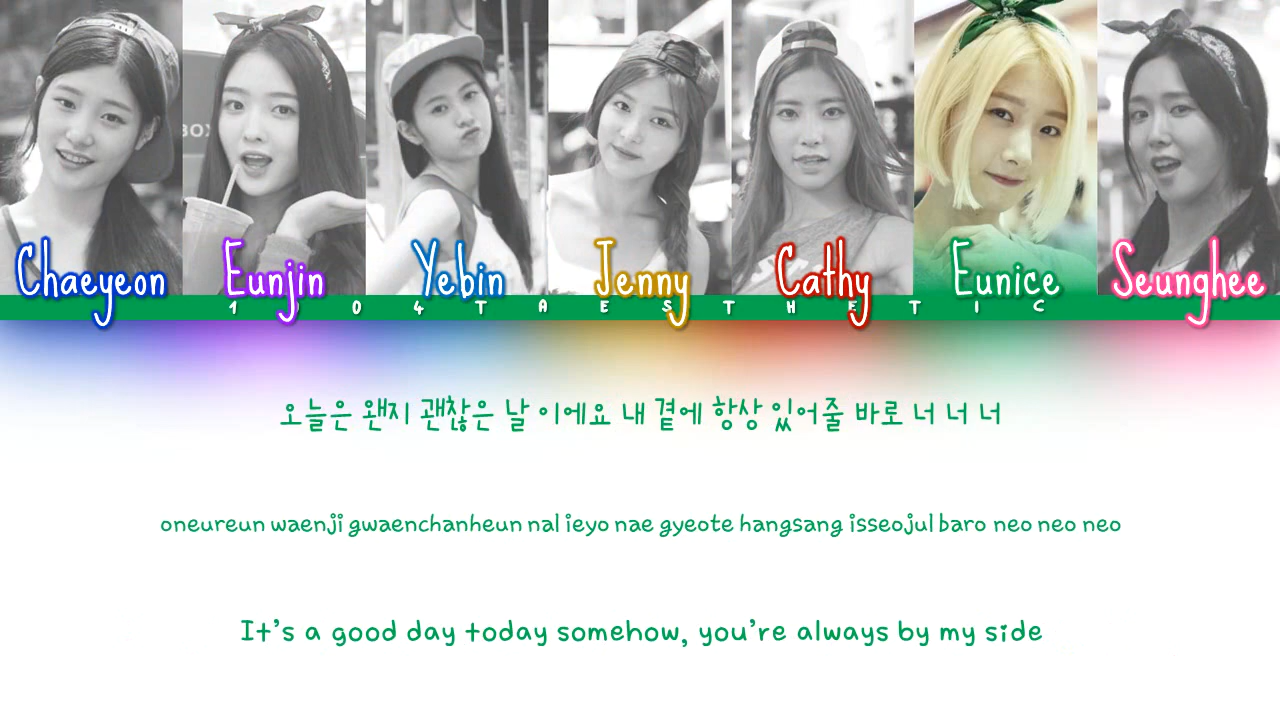 Chaeyeon Eunjin Yebin Jenny Cathy Eunice Seunghee
1 0 4 T A E S T H E T I C
오늘은 왠지 괜찮은 날 이에요 내 곁에 항상 있어줄 바로 너 너 너
oneureun waenji gwaenchanheun nal ieyo nae gyeote hangsang isseojul baro neo neo neo
It's a good day today somehow, you're always by my side